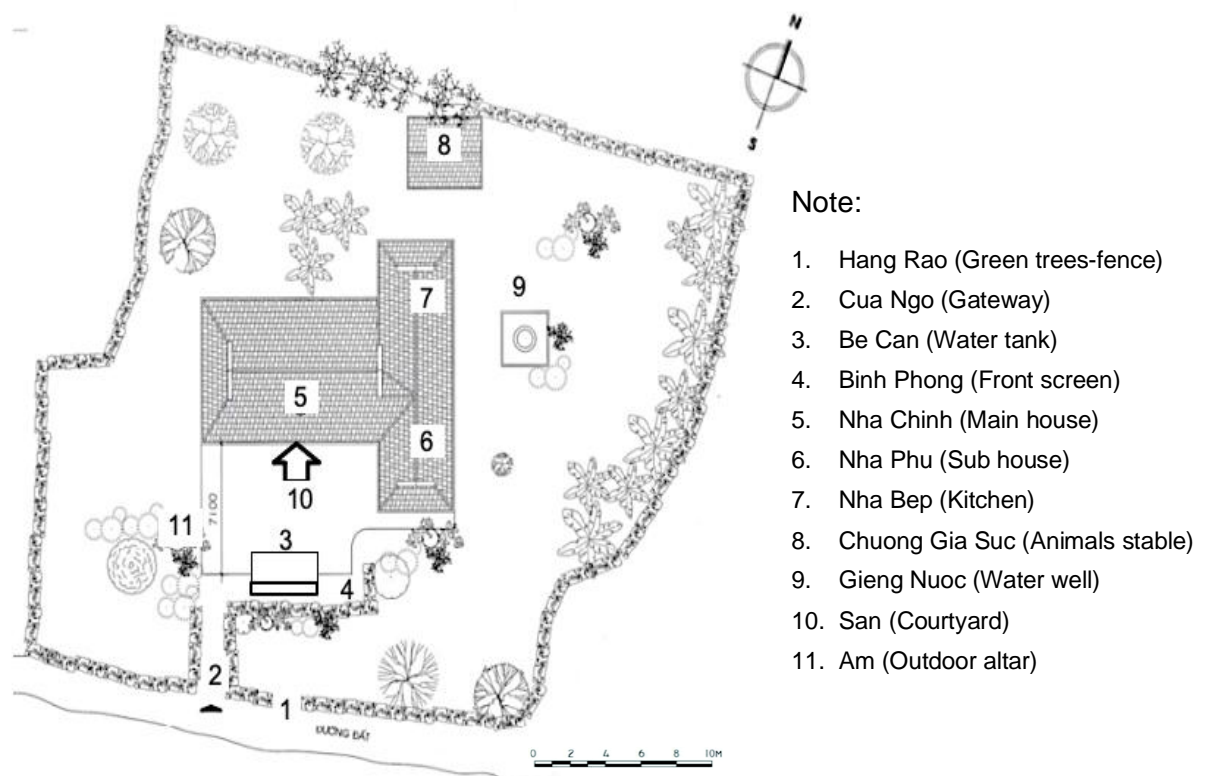 N
S
8
7
9
5
6
10
7100
11
3
4
2
1
ĐƯỜNG ĐẤT
0 2 4 6 8 10M
Note:
1. Hang Rao (Green trees-fence)
2. Cua Ngo (Gateway)
3. Be Can (Water tank)
4. Binh Phong (Front screen)
5. Nha Chinh (Main house)
6. Nha Phu (Sub house)
7. Nha Bep (Kitchen)
8. Chuong Gia Suc (Animals stable)
9. Gieng Nuoc (Water well)
10. San (Courtyard)
11. Am (Outdoor altar)